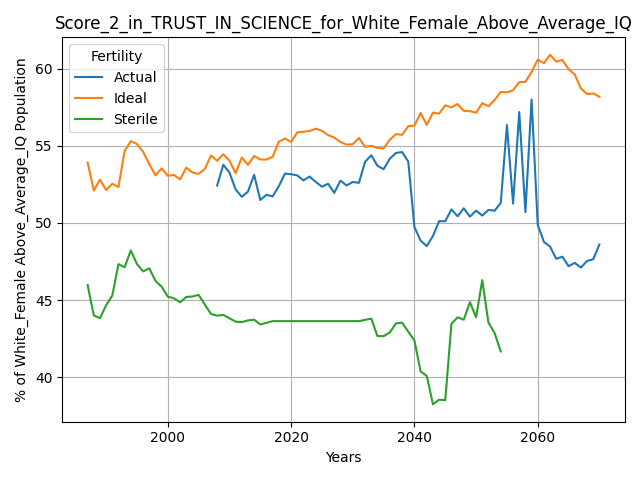 Score_2_in_TRUST_IN_SCIENCE_for_White_Female_Above_Average_IQ
% of White_Female Above_Average_IQ Population
Fertility
Actual
Ideal
Sterile
60
55
50
45
40
2000
2020
2040
2060
Years